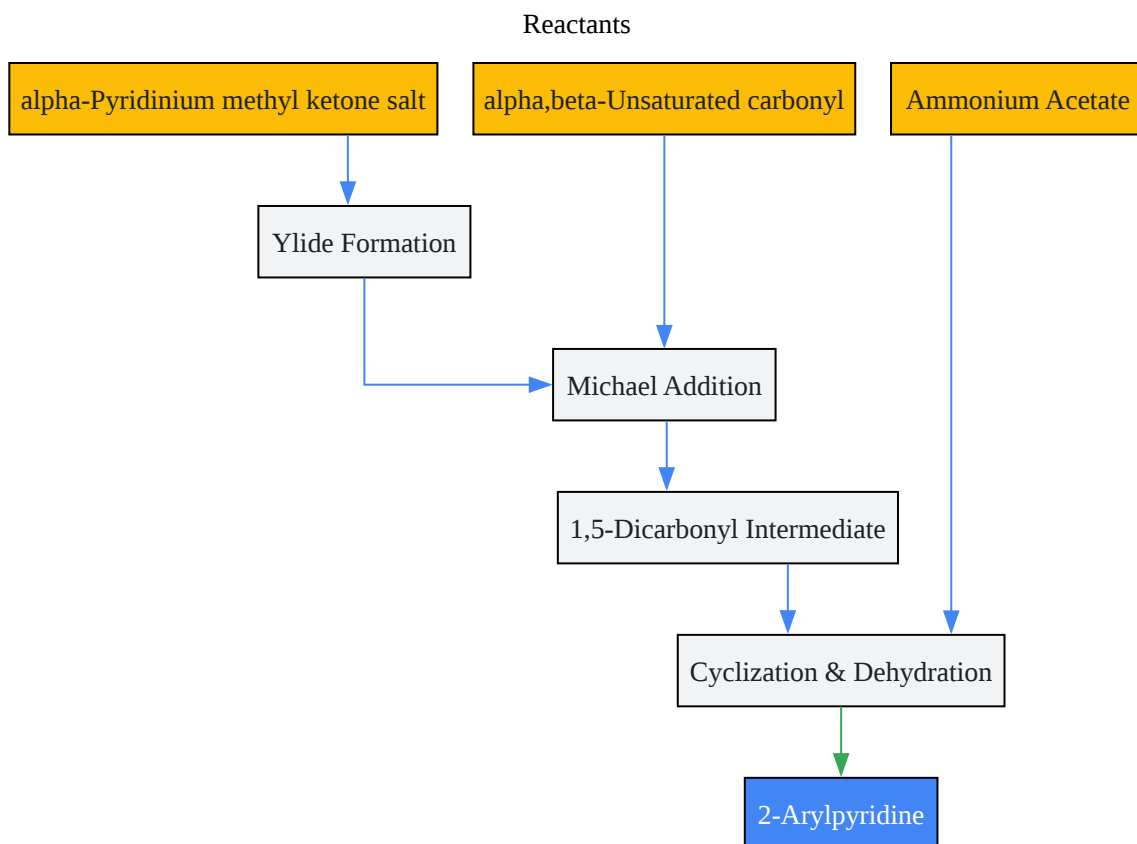 Reactants
alpha-Pyridinium methyl ketone salt
alpha,beta-Unsaturated carbonyl
Ammonium Acetate
Ylide Formation
Michael Addition
1,5-Dicarbonyl Intermediate
Cyclization & Dehydration
2-Arylpyridine